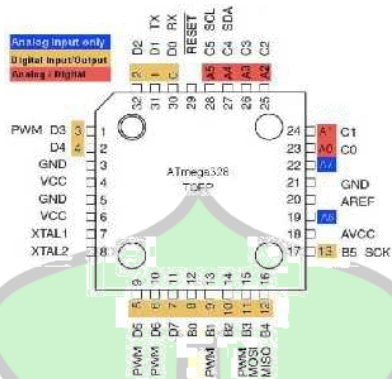 Analog Input only
Digital Input/Output
Analog / Digital
D2
D1 TX
D0 RX
RESET
C5 SCL
C4 SDA
C3
C2
2
1
0
A5
A4
A3
A2
32
31
30
29
28
27
26
25
PWM D3 3 1
D4 4 2
GND 3
VCC 4
GND 5
VCC 6
XTAL1 7
XTAL2 8
ATmega328
TQFP
24 A1 C1
23 A0 C0
22 A7
21 GND
20 AREF
19 A6
18 AVCC
17 13 B5 SCK
9
10
11
12
13
14
15
16
5
6
7
8
9
10
11
12
PWM D5
PWM D6
D7
B0
PWM B1
PWM B2
PWM B3
MOSI
MISO B4